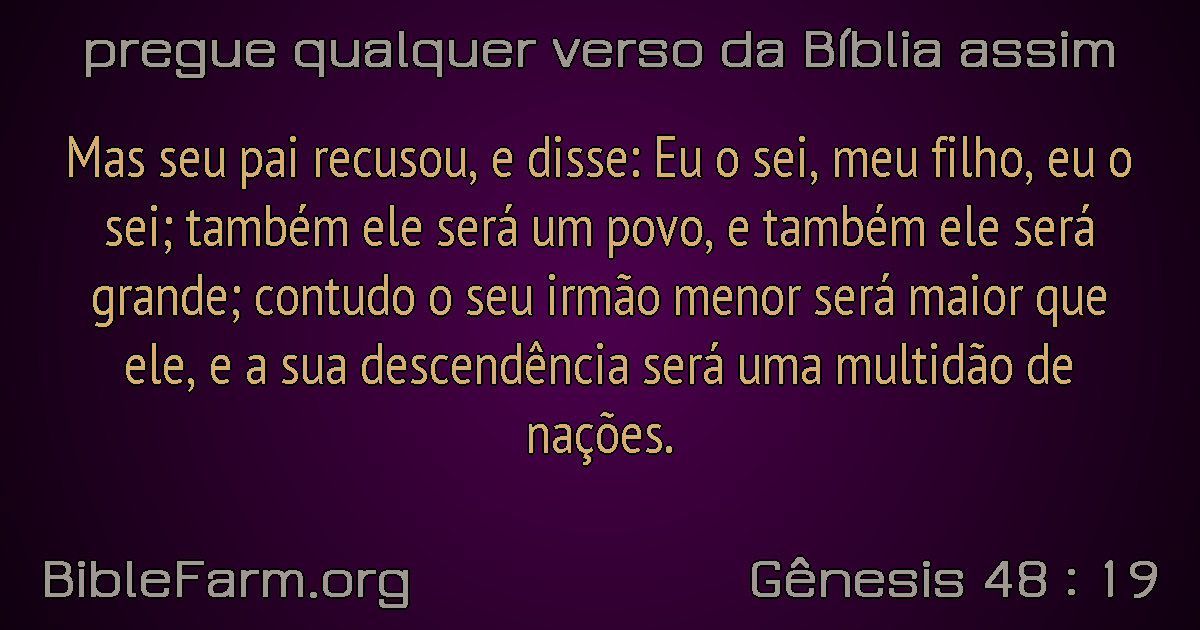 pregue qualquer verso da Bíblia assim
Mas seu pai recusou, e disse: Eu o sei, meu filho, eu o
sei; também ele será um povo, e também ele será
grande; contudo o seu irmão menor será maior que
ele, e a sua descendência será uma multidão de
nações.
BibleFarm.org
Gênesis 48 : 19